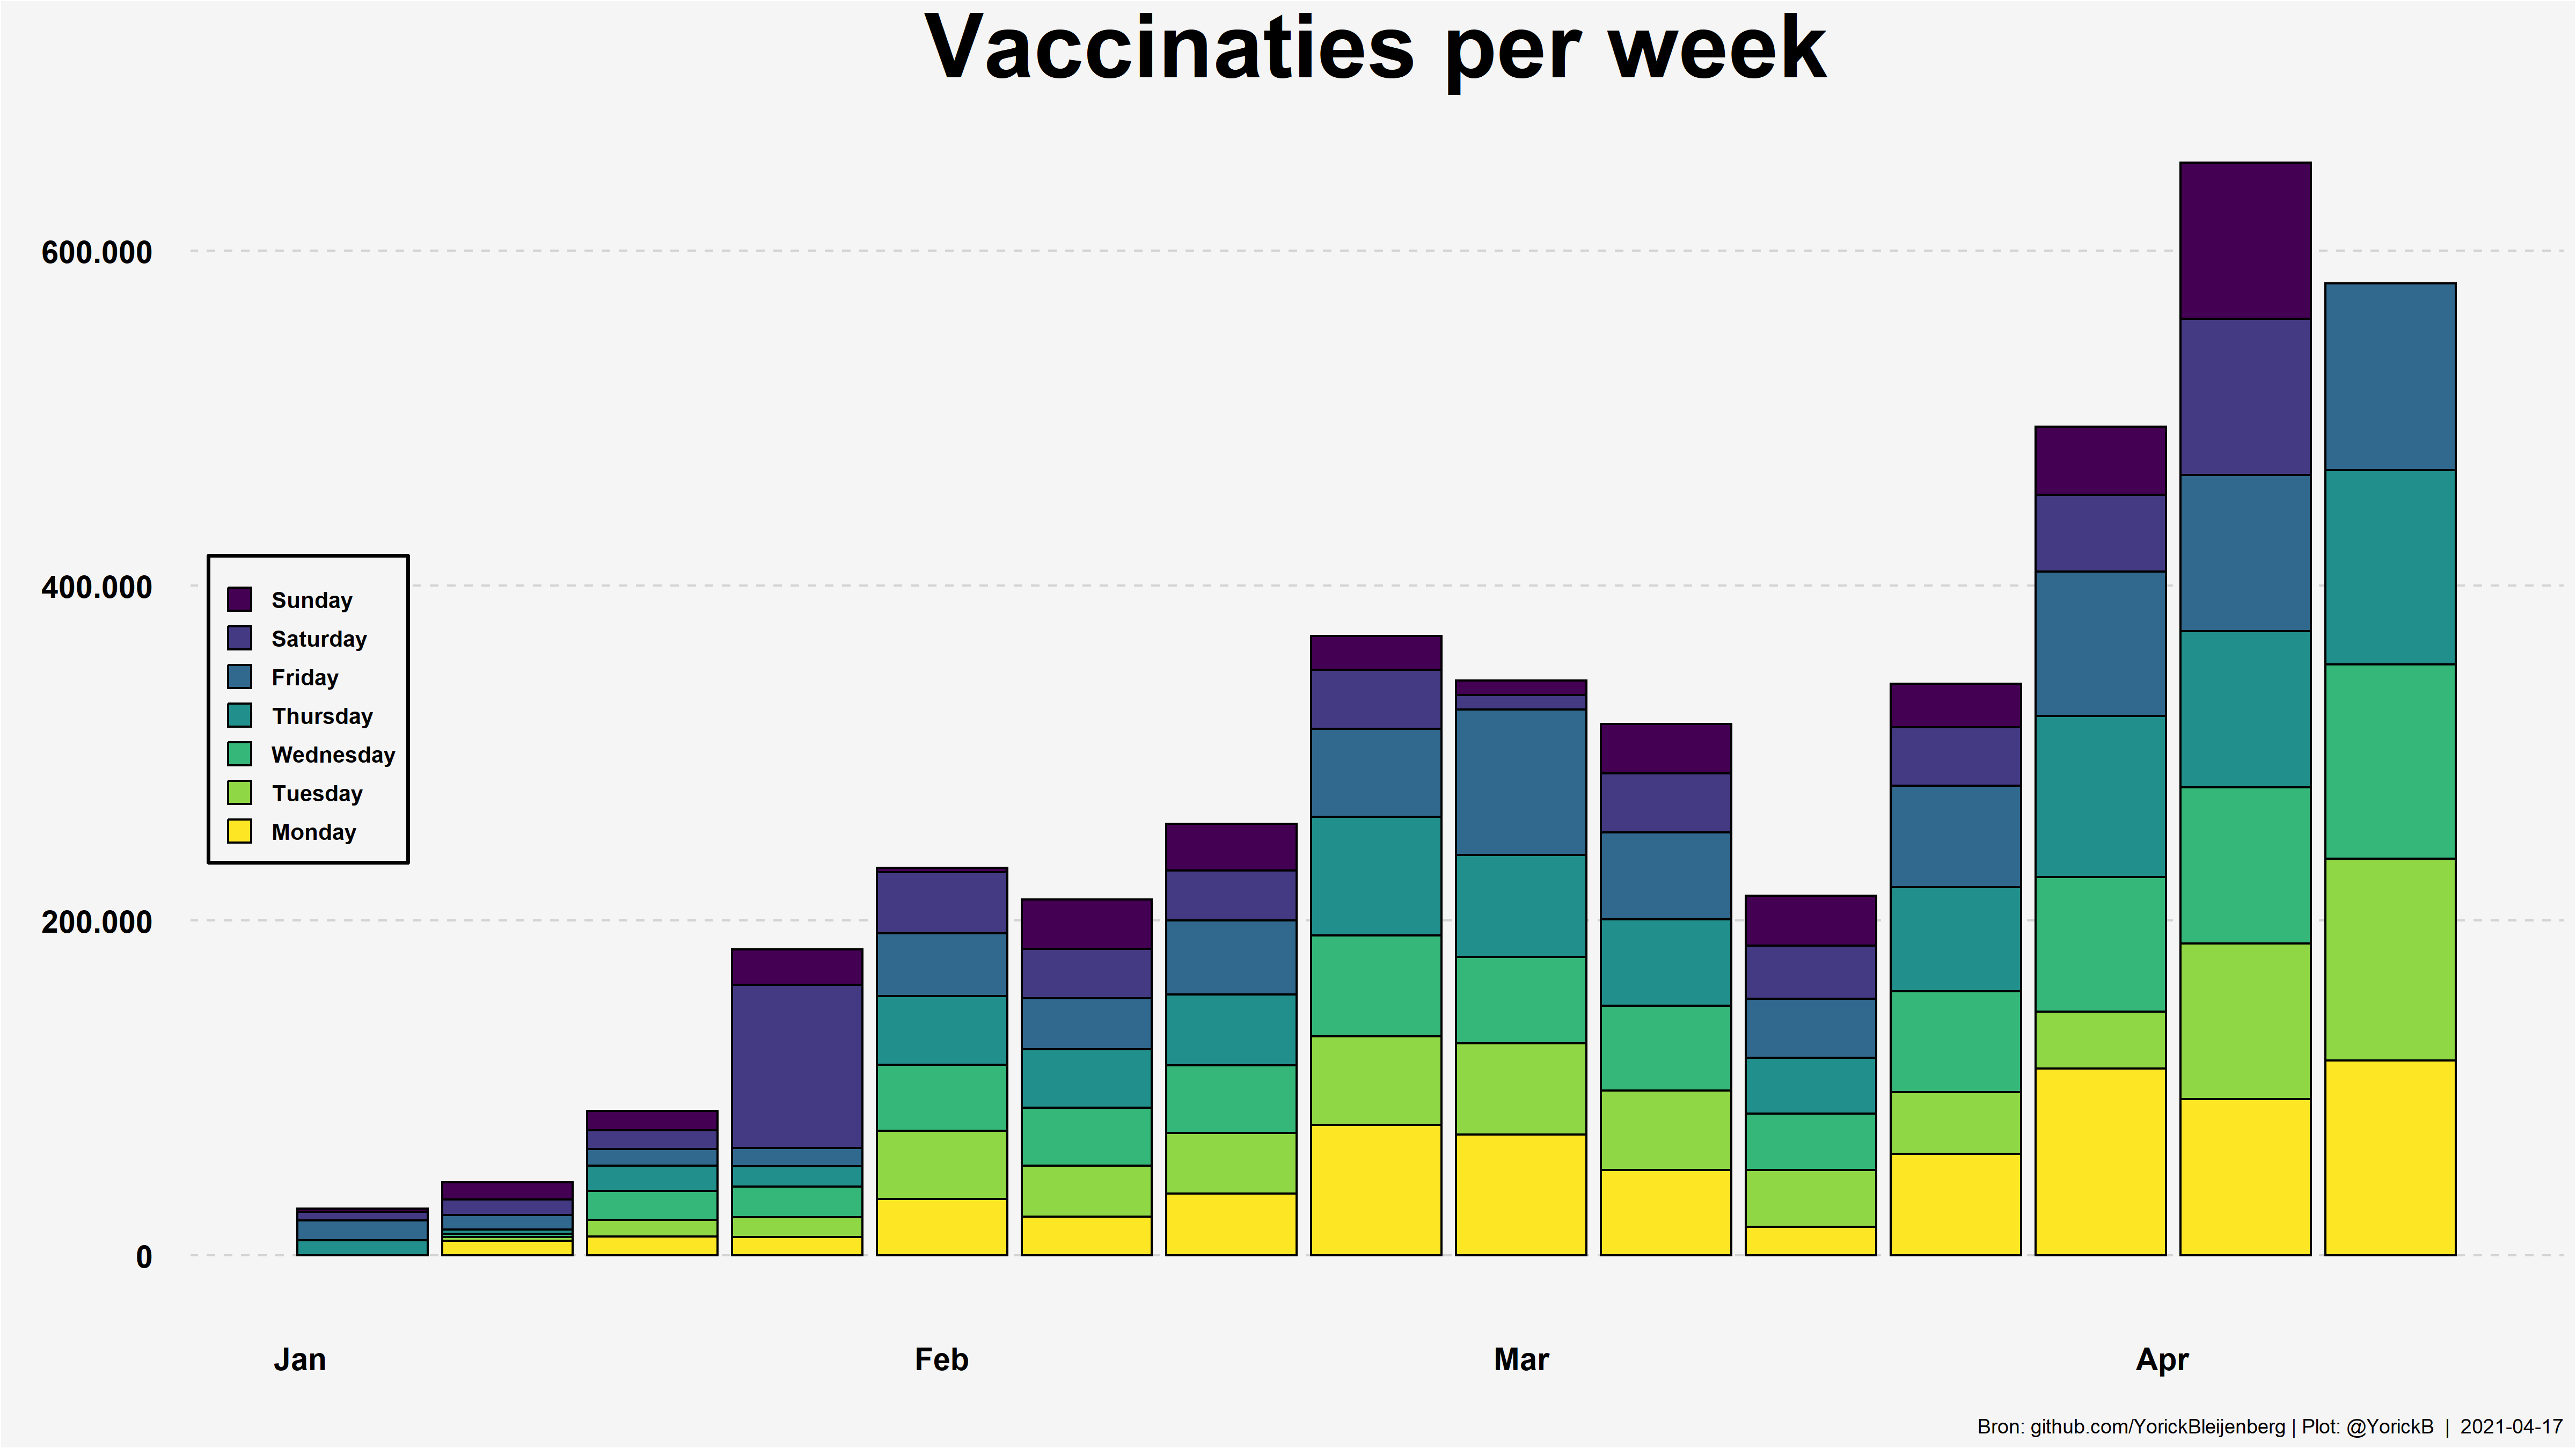 Vaccinaties per week
600.000
400.000
200.000
0
Sunday
Saturday
Friday
Thursday
Wednesday
Tuesday
Monday
Jan Feb Mar Apr
Bron: github.com/YorickBleijenberg | Plot: @YorickB | 2021-04-17